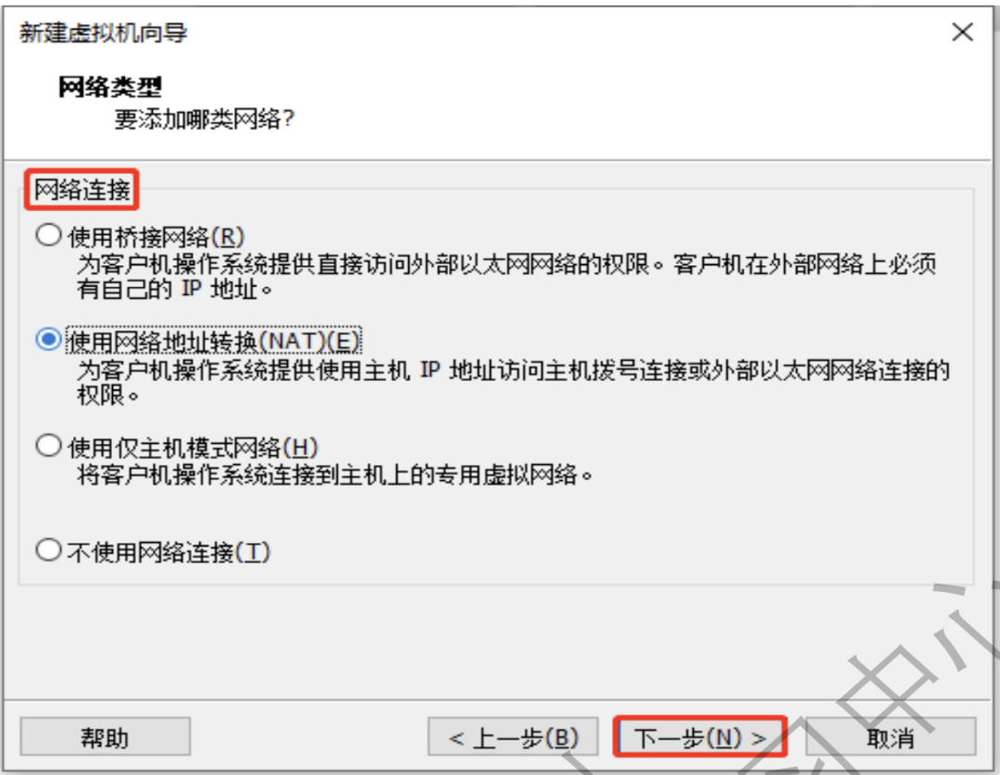 新建虚拟机向导
网络类型
要添加哪类网络?
网络连接
使用桥接网络(R)
为客户机操作系统提供直接访问外部以太网网络的权限。客户机在外部网络上必须
有自己的 IP 地址。
使用网络地址转换(NAT)(E)
为客户机操作系统提供使用主机 IP 地址访问主机拨号连接或外部以太网网络连接的
权限。
使用仅主机模式网络(H)
将客户机操作系统连接到主机上的专用虚拟网络。
不使用网络连接(T)
帮助
< 上一步(B)
下一步(N) >
取消
中心